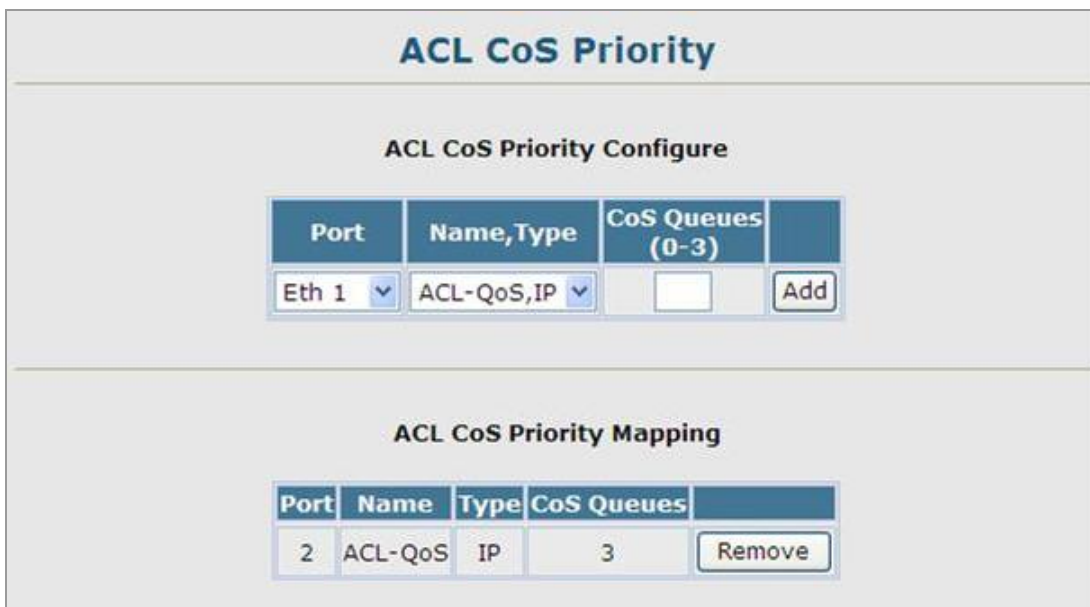 ACL CoS Priority
ACL CoS Priority Configure
Port Name,Type CoS Queues
(0-3)
Eth 1 ACL-QoS,IP Add
ACL CoS Priority Mapping
Port Name Type CoS Queues
2 ACL-QoS IP 3 Remove